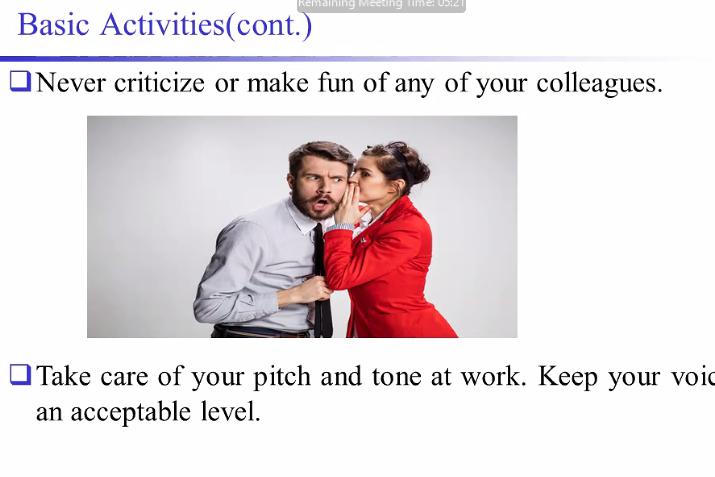 Remaining Meeting Time: 05:21
Basic Activities(cont.)
Never criticize or make fun of any of your colleagues.
Take care of your pitch and tone at work. Keep your voic
an acceptable level.